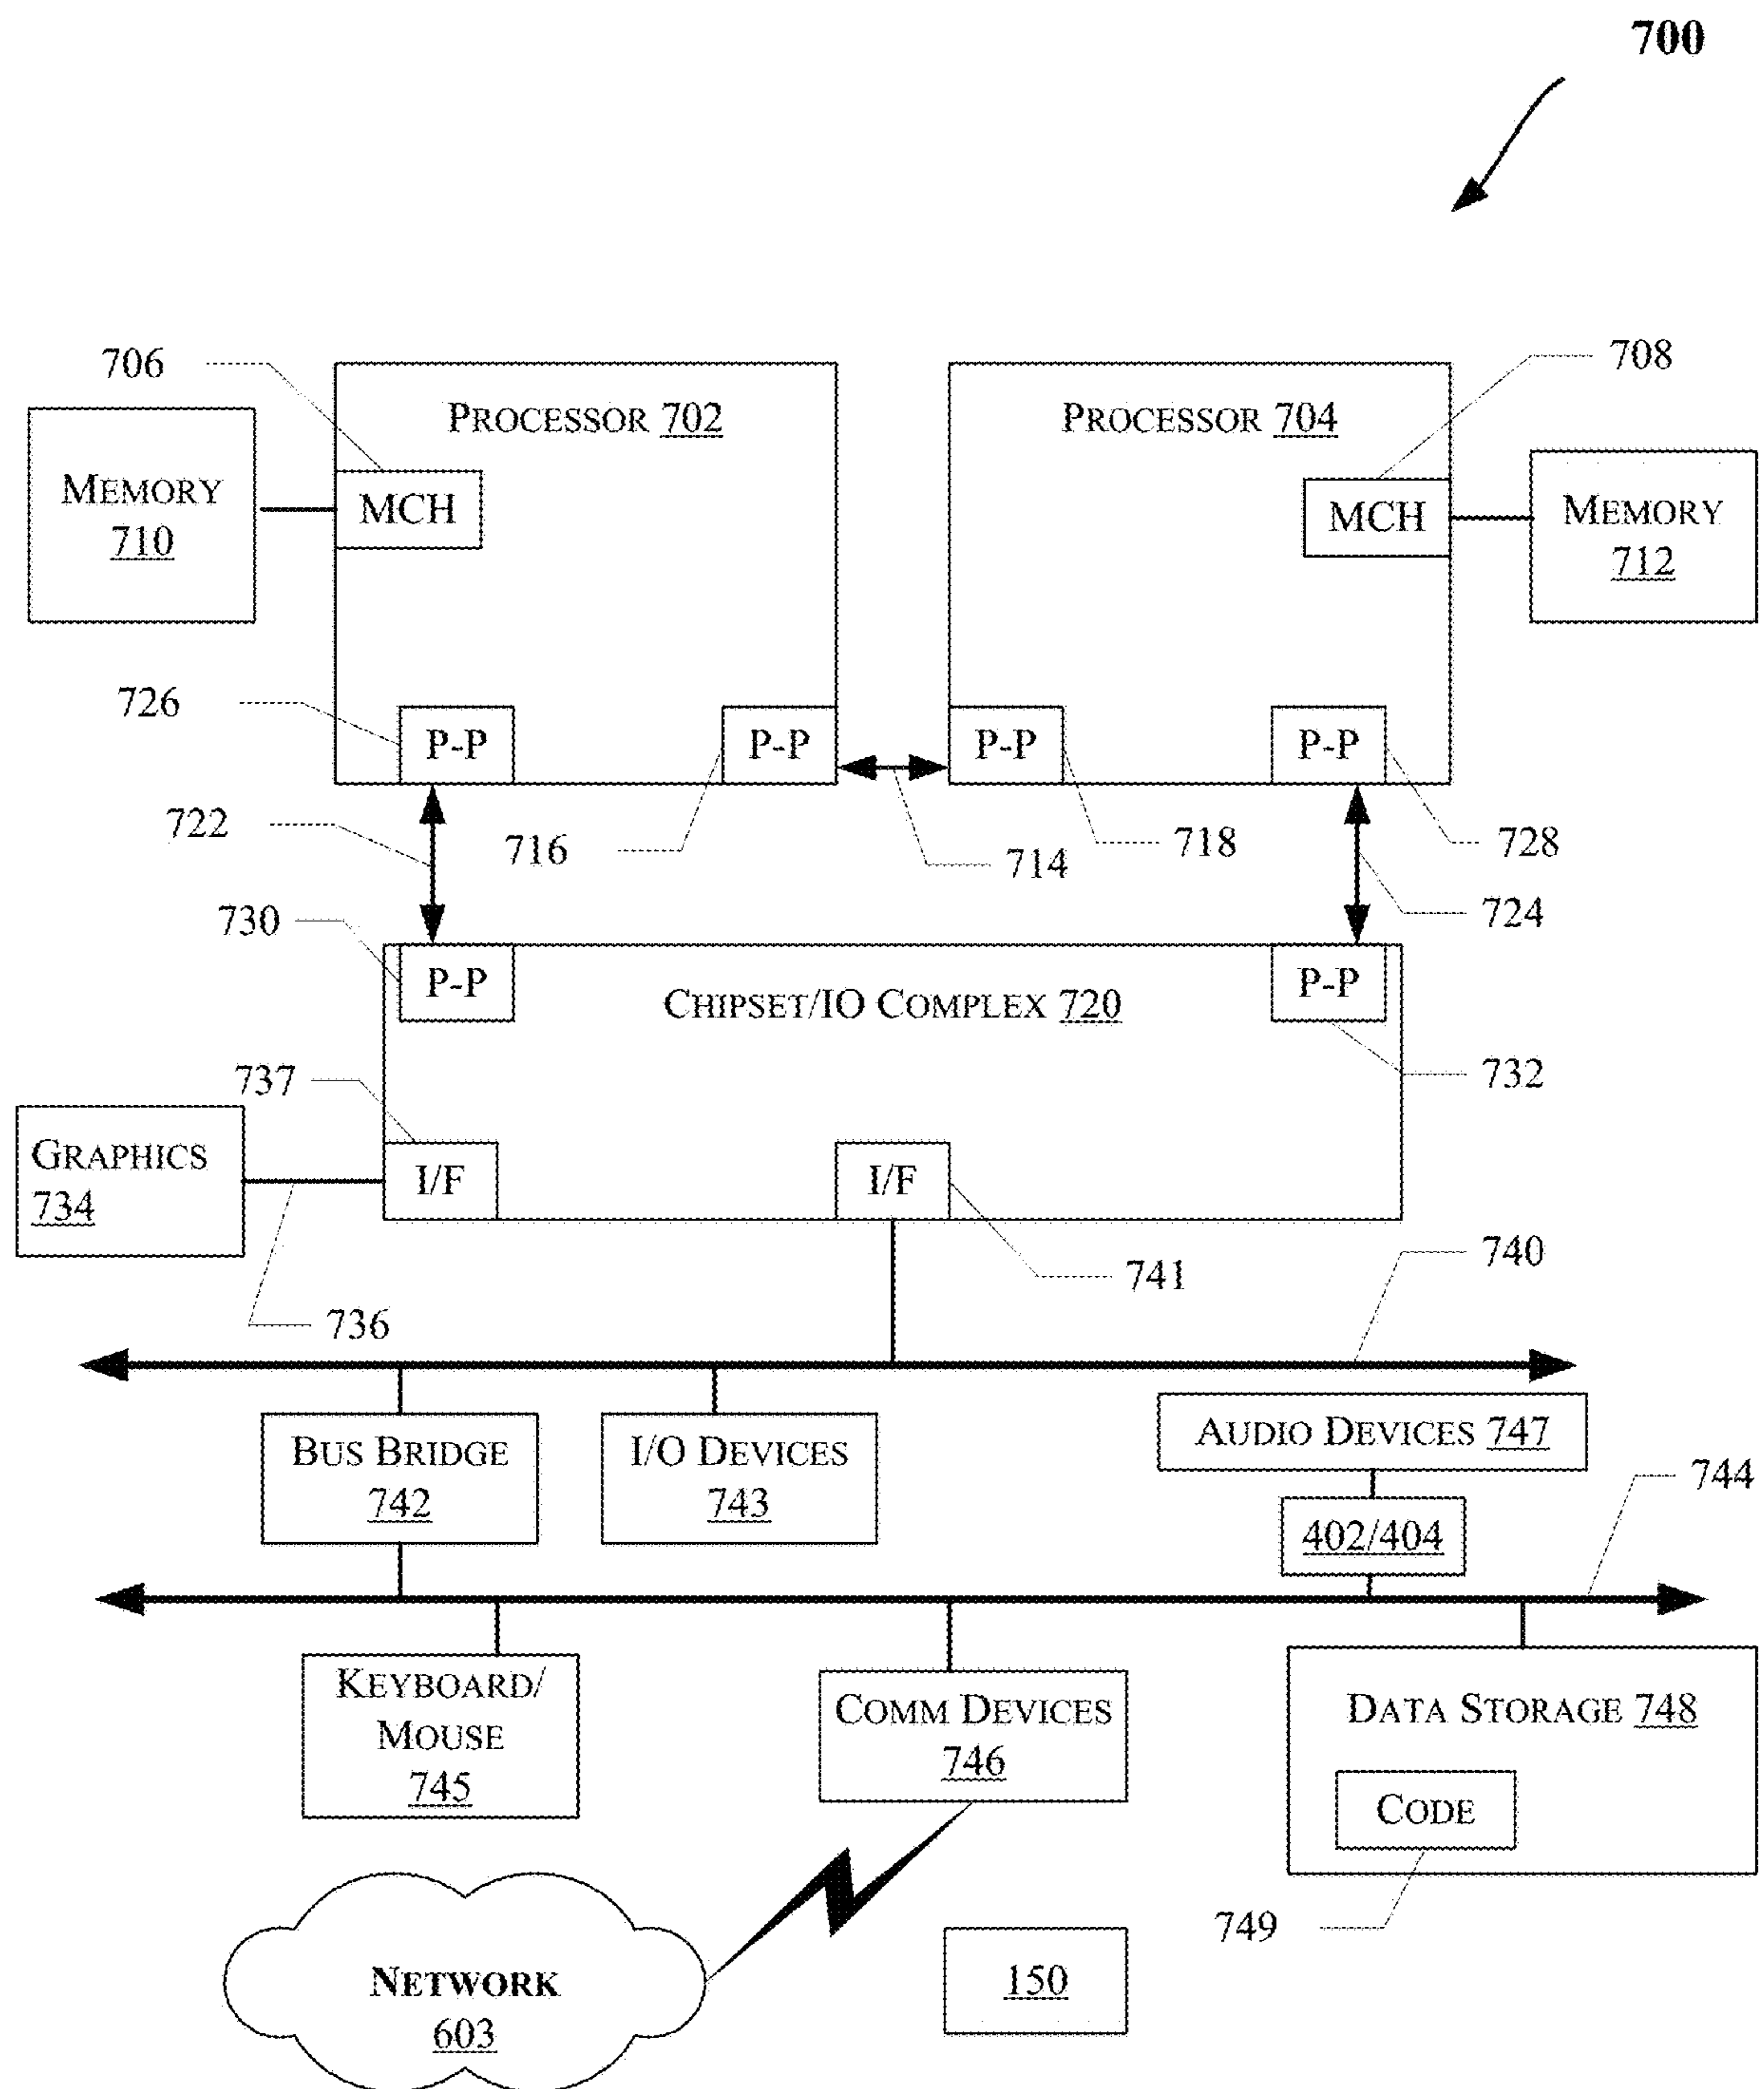 700
706
708
PROCESSOR 702
PROCESSOR 704
MEMORY
710
MCH
MCH
MEMORY
712
726
P-P
P-P
P-P
P-P
722
716
714
718
728
724
730
P-P
CHIPSET/IO COMPLEX 720
P-P
737
732
GRAPHICS
734
I/F
I/F
736
741
740
BUS BRIDGE
742
I/O DEVICES
743
AUDIO DEVICES 747
744
402/404
KEYBOARD/
MOUSE
745
COMM DEVICES
746
DATA STORAGE 748
CODE
749
NETWORK
603
150